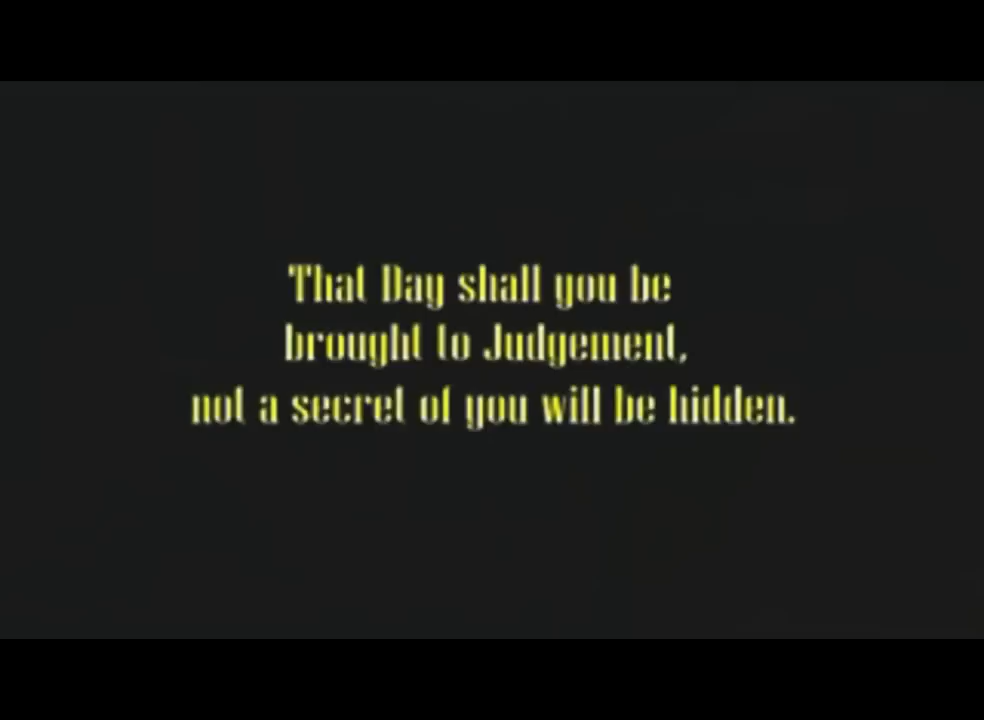 That Day shall you be
brought to Judgement,
not a secret of you will be hidden.